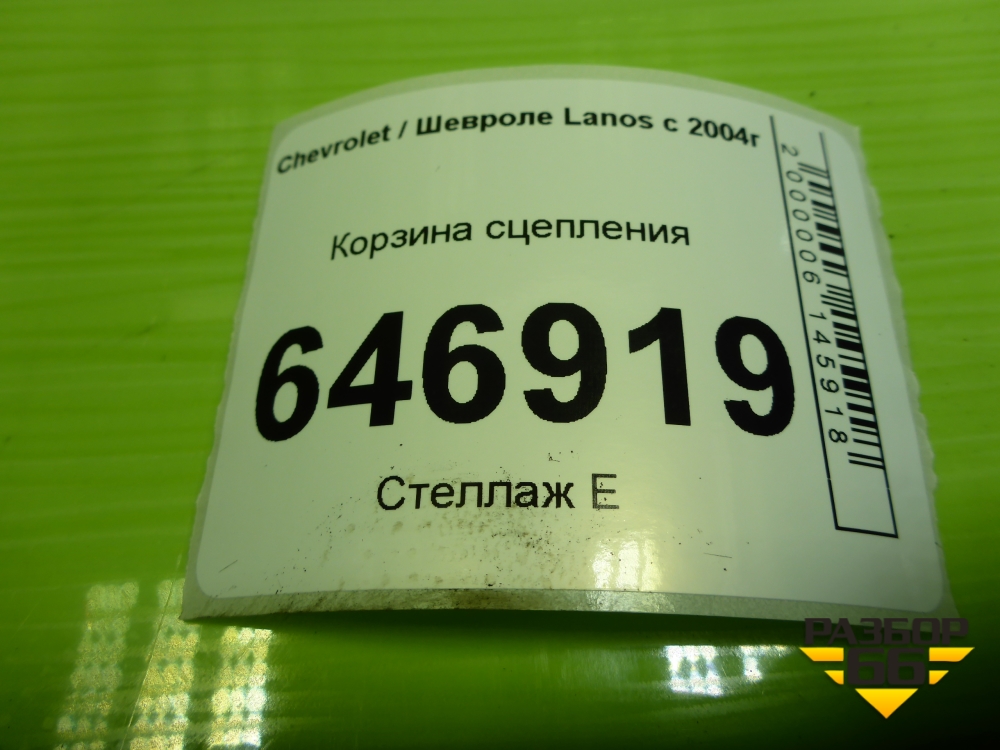 Chevrolet / Шевроле Lanos с 2004г
Корзина сцепления
646919
Стеллаж Е
2000006145918
РАЗБОР
66